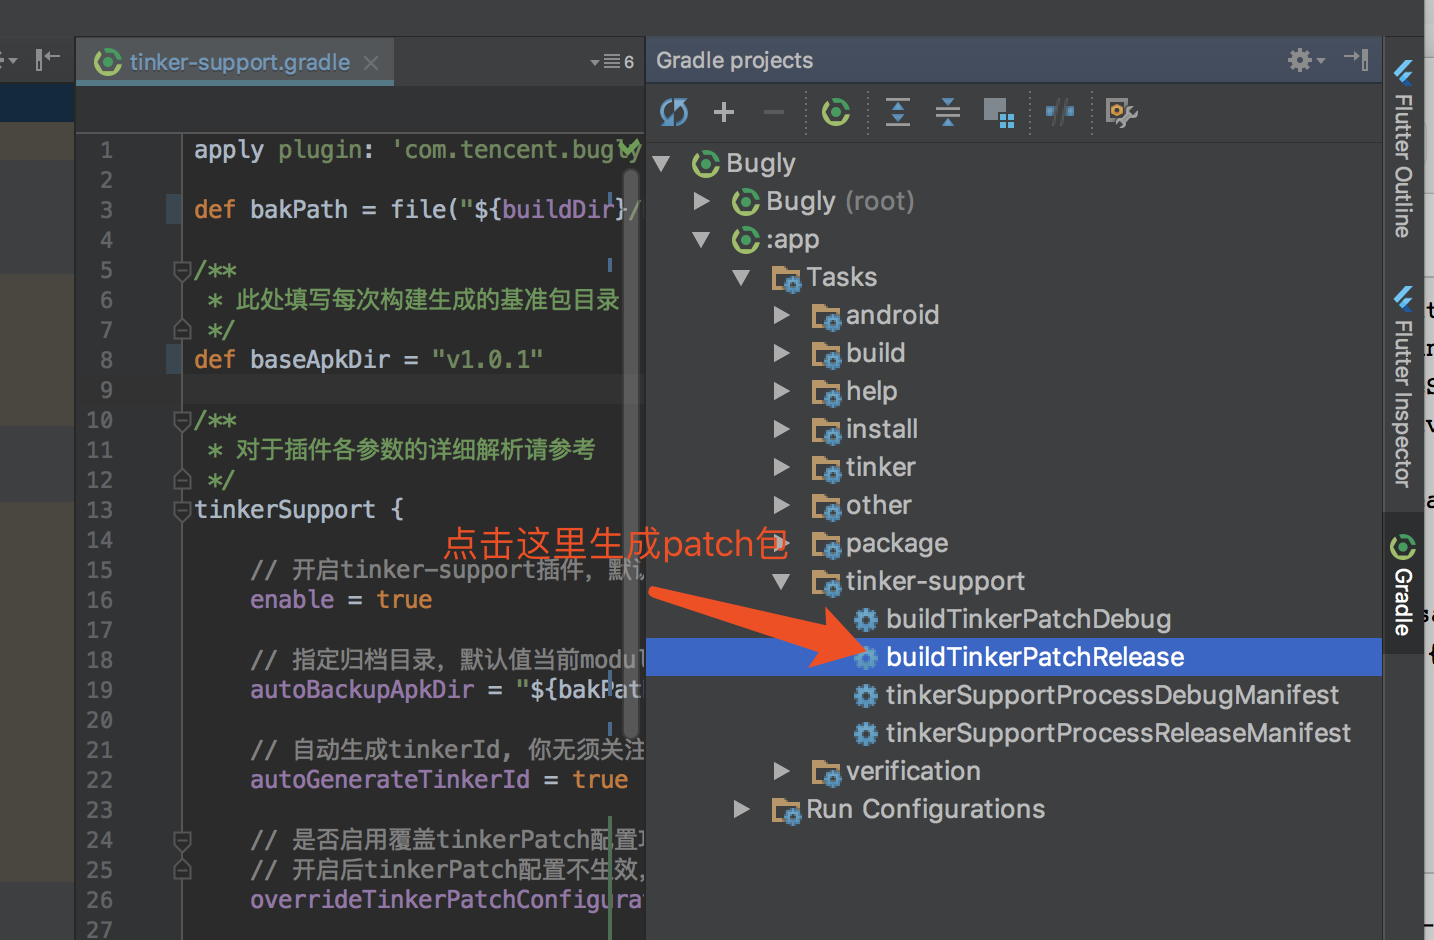 tinker-support.gradle
6
1 apply plugin: 'com.tencent.bugly
2
3 def bakPath = file("${buildDir}/
4
5 /**
6 * 此处填写每次构建生成的基准包目录
7 */
8 def baseApkDir = "v1.0.1"
9
10 /**
11 * 对于插件各参数的详细解析请参考
12 */
13 tinkerSupport {
14
15 // 开启tinker-support插件，默认
16 enable = true
17
18 // 指定归档目录，默认值当前modul
19 autoBackupApkDir = "${bakPat
20
21 // 自动生成tinkerId, 你无须关注
22 autoGenerateTinkerId = true
23
24 // 是否启用覆盖tinkerPatch配置项
25 // 开启后tinkerPatch配置不生效，
26 overrideTinkerPatchConfigurat
27
点击这里生成patch包
Gradle projects
Bugly
Bugly (root)
:app
Tasks
android
build
help
install
tinker
other
package
tinker-support
buildTinkerPatchDebug
buildTinkerPatchRelease
tinkerSupportProcessDebugManifest
tinkerSupportProcessReleaseManifest
verification
Run Configurations
Flutter Outline
Flutter Inspector
Gradle